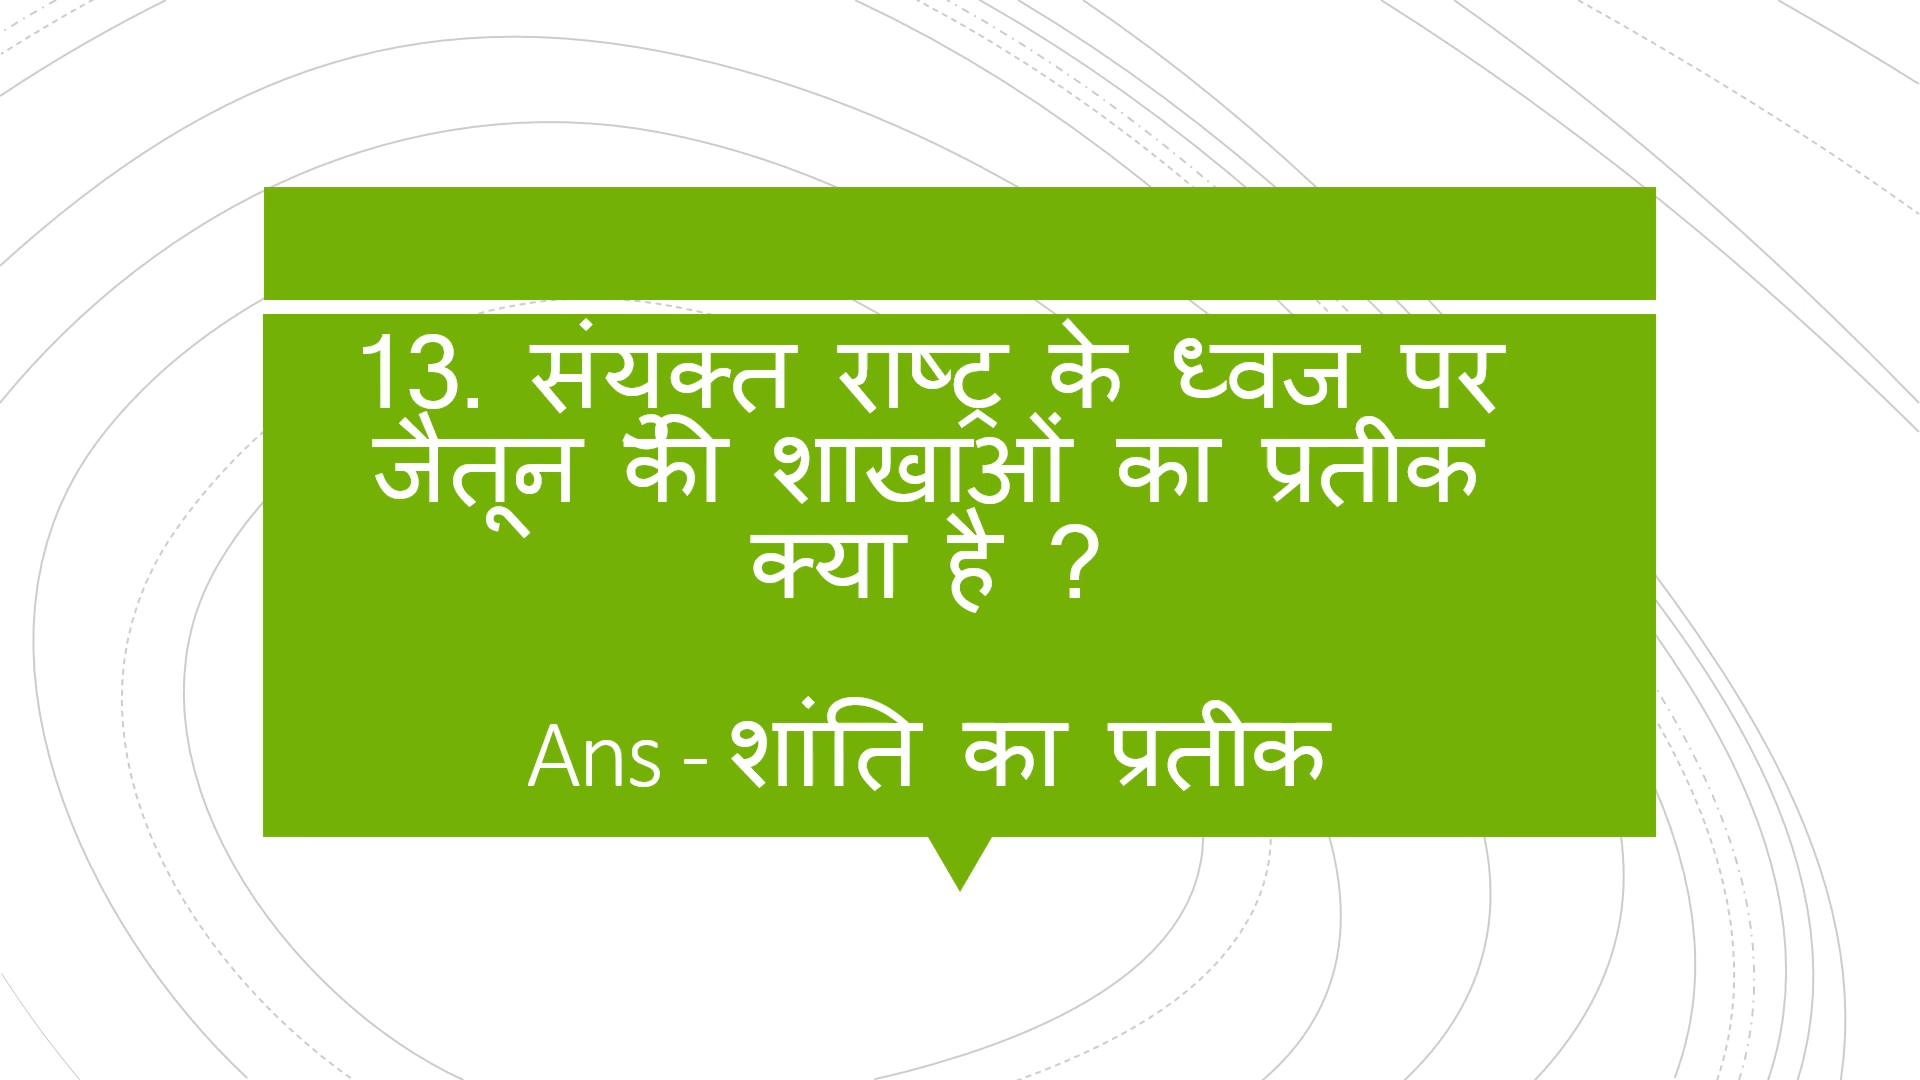 13. संयुक्त राष्ट्र के ध्वज पर
जैतून की शाखाओं का प्रतीक
क्या है ?
Ans - शांति का प्रतीक